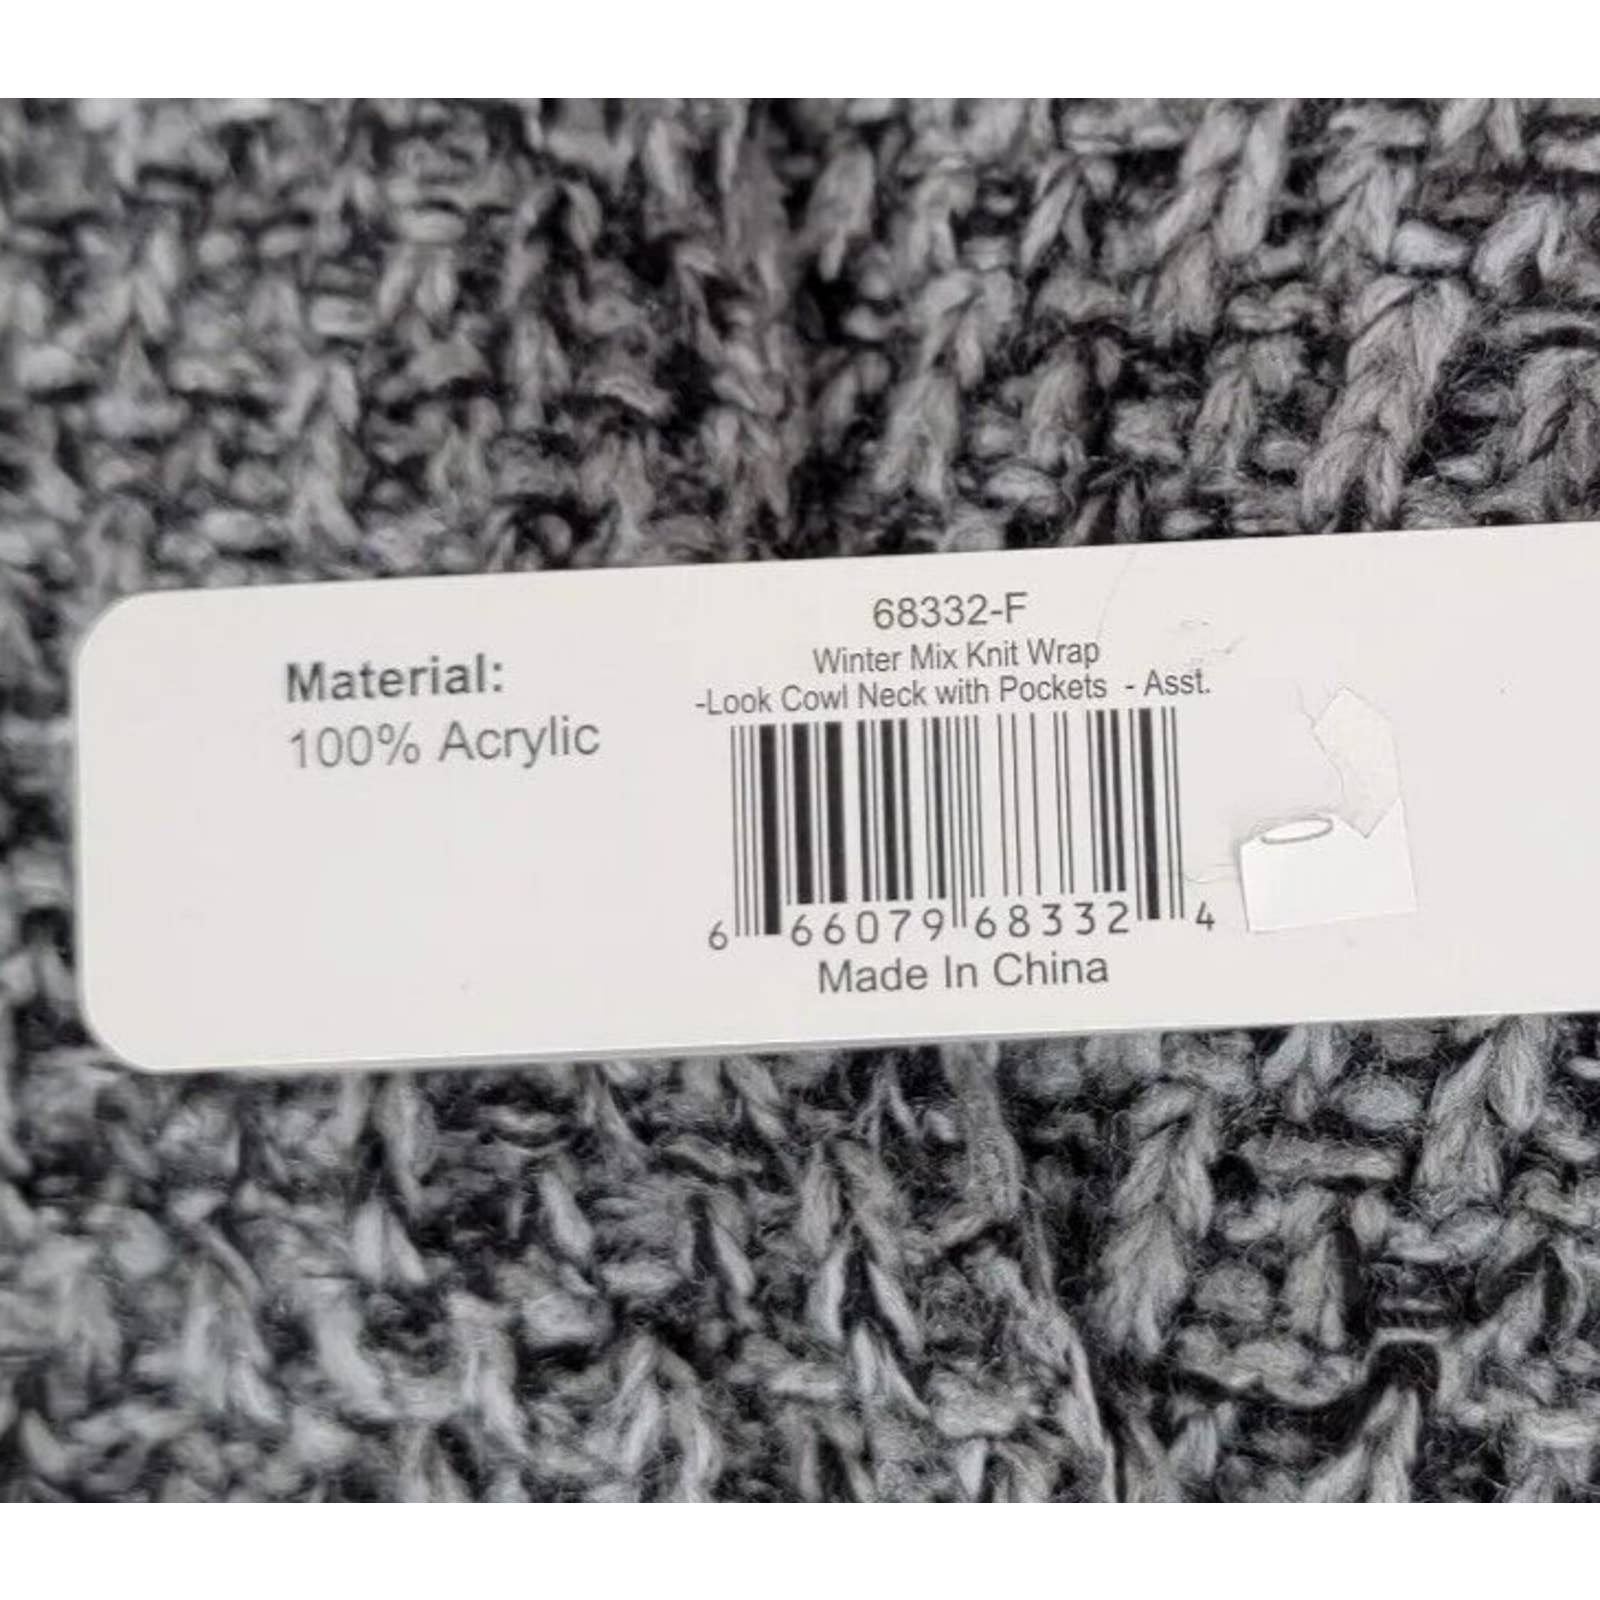 Material:
100% Acrylic
68332-F
Winter Mix Knit Wrap
-Look Cowl Neck with Pockets - Asst.
6 66079 68332 4
Made In China